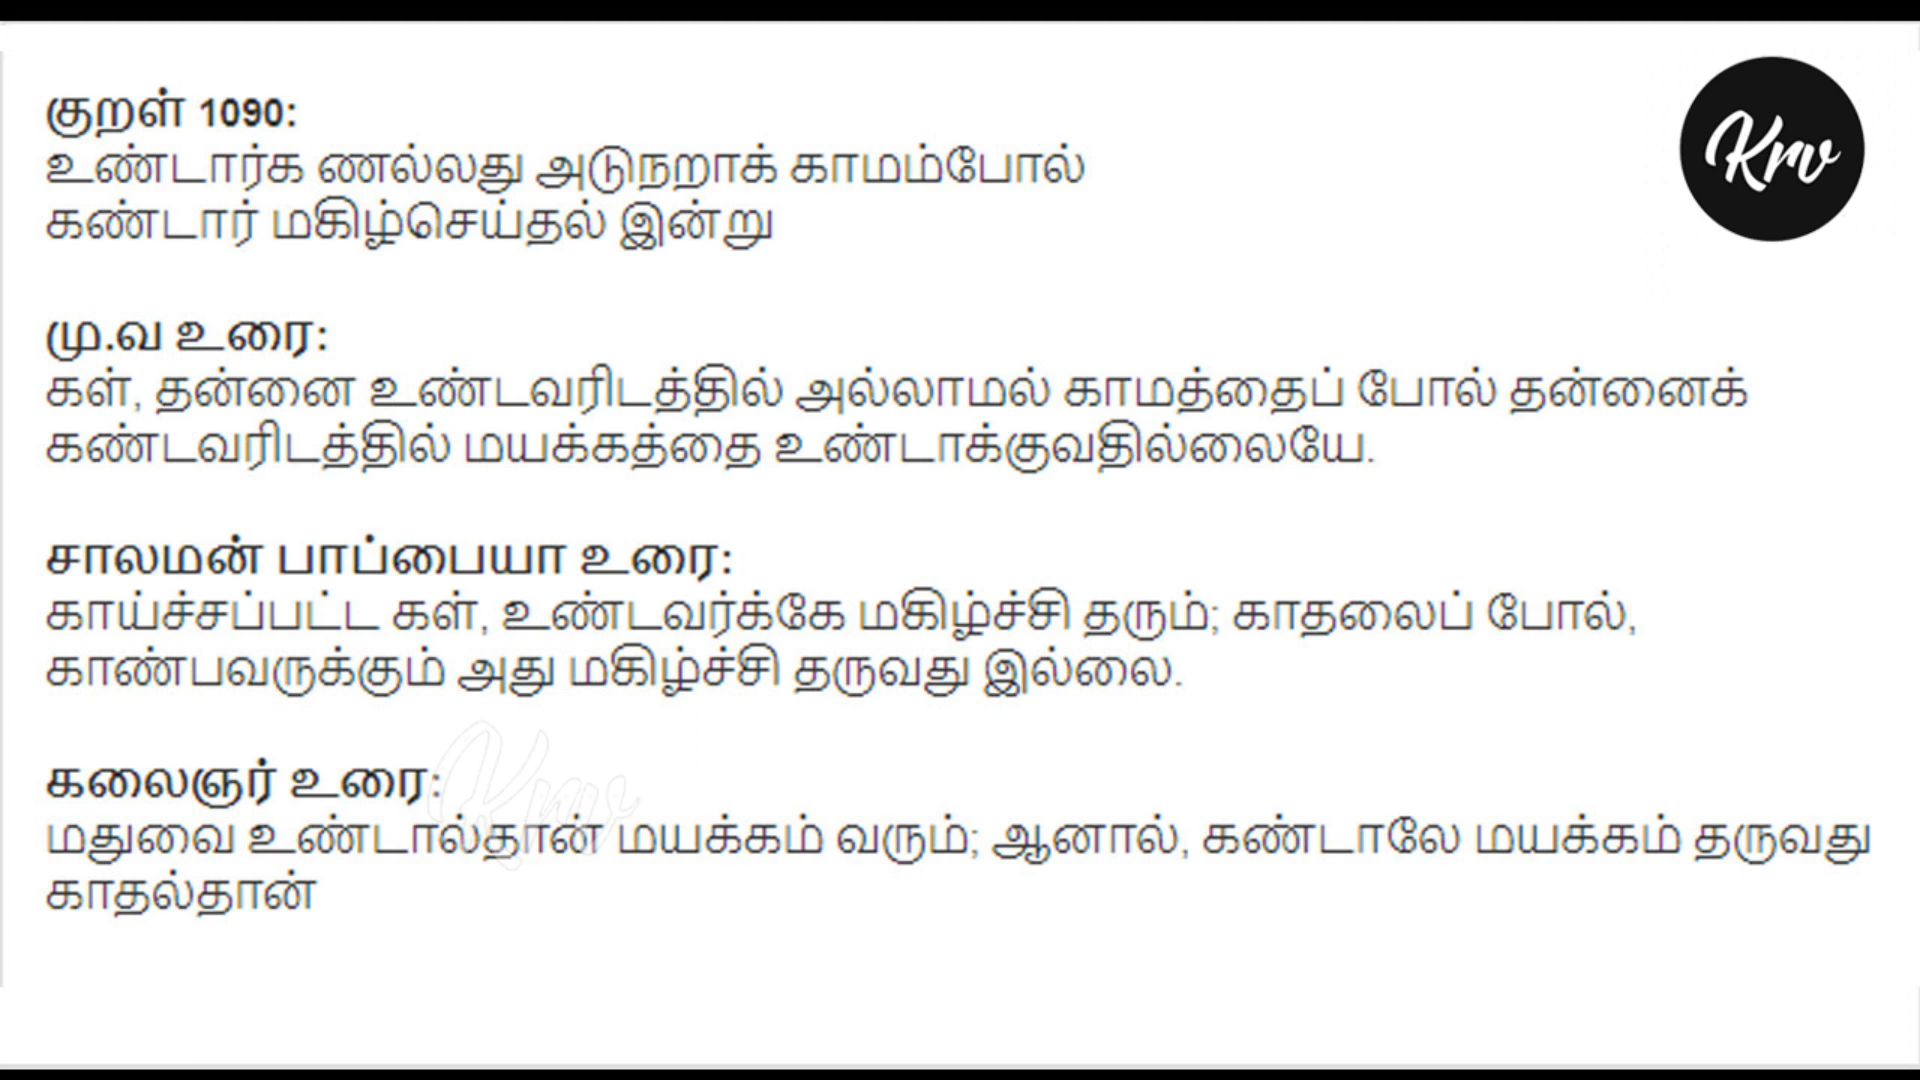 குறள் 1090:
Krv
உண்டார்க ணல்லது அடுநறாக் காமம்போல்
கண்டார் மகிழ்செய்தல் இன்று
மு.வ உரை:
கள், தன்னை உண்டவரிடத்தில் அல்லாமல் காமத்தைப் போல் தன்னைக்
கண்டவரிடத்தில் மயக்கத்தை உண்டாக்குவதில்லையே.
சாலமன் பாப்பையா உரை:
காய்ச்சப்பட்ட கள், உண்டவர்க்கே மகிழ்ச்சி தரும்; காதலைப் போல்,
காண்பவருக்கும் அது மகிழ்ச்சி தருவது இல்லை.
கலைஞர் உரை:
Krv
மதுவை உண்டால்தான் மயக்கம் வரும்; ஆனால், கண்டாலே மயக்கம் தருவது
காதல்தான்